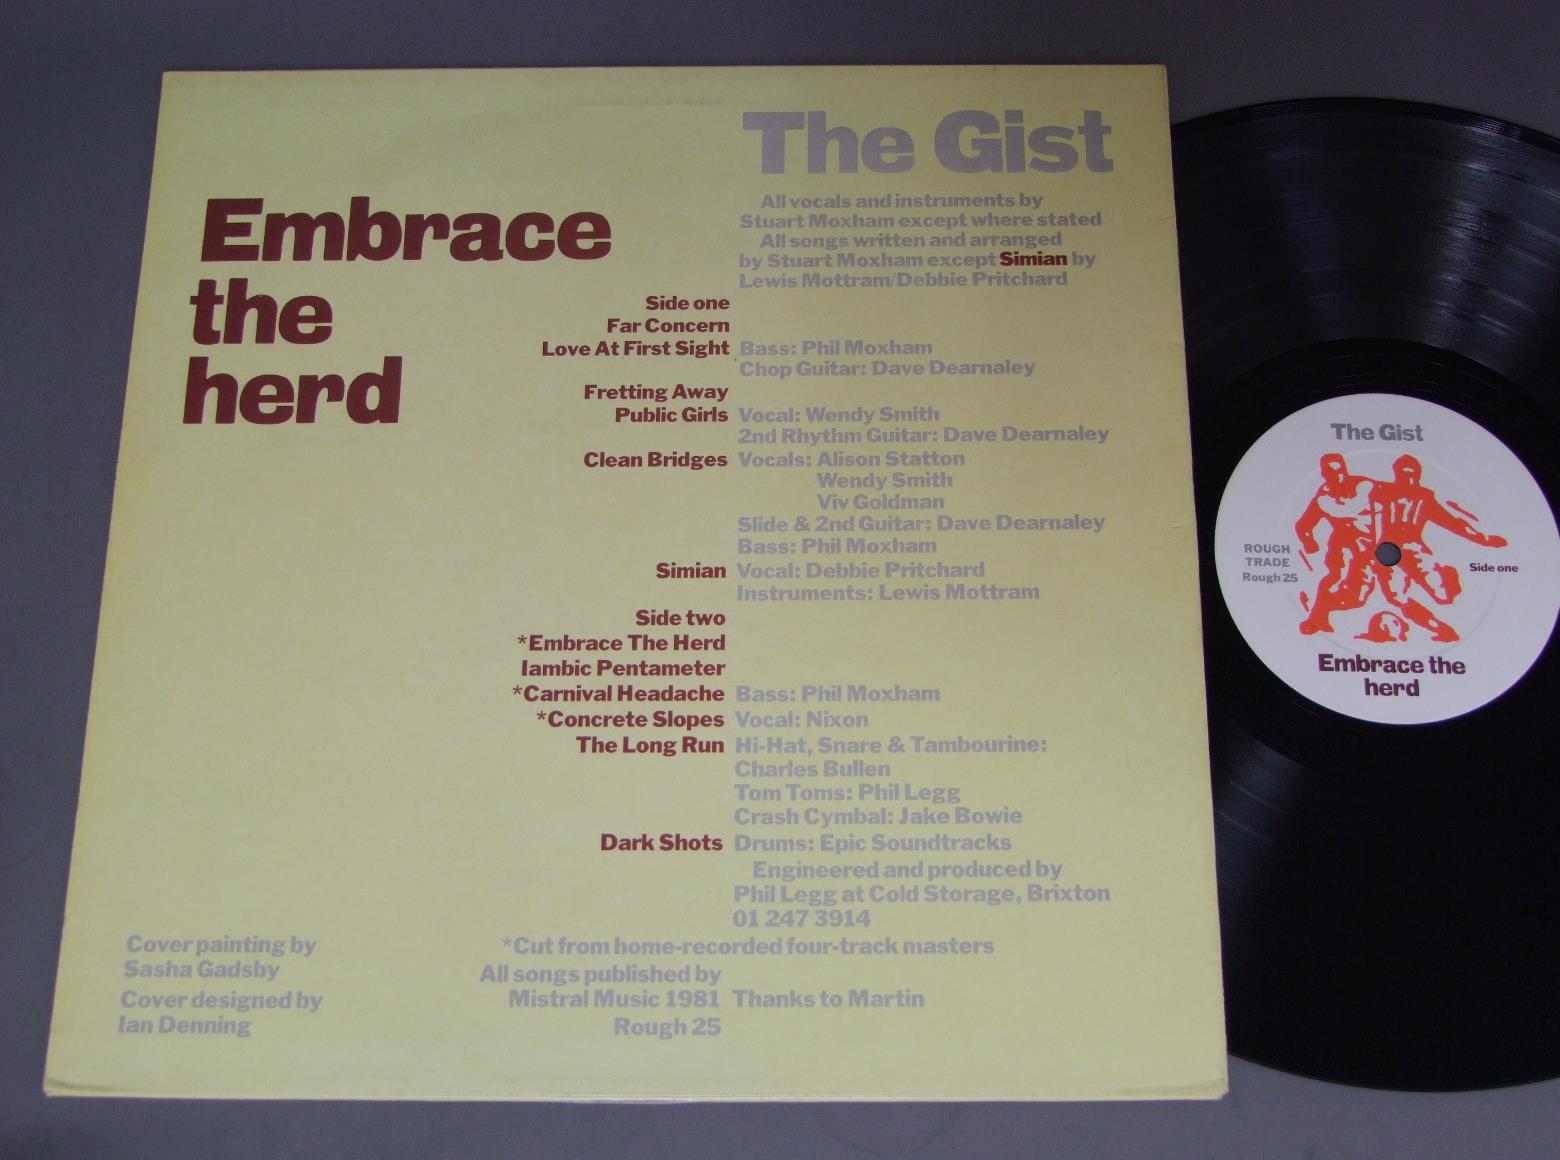 The Gist
Embrace
the
herd
All vocals and instruments by
Stuart Moxham except where stated
All songs written and arranged
by Stuart Moxham except Simian by
Lewis Mottram/Debbie Pritchard
Side one
Far Concern
Love At First Sight Bass: Phil Moxham
Chop Guitar: Dave Dearnaley
Fretting Away
Public Girls Vocal: Wendy Smith
2nd Rhythm Guitar: Dave Dearnaley
Clean Bridges Vocals: Alison Statton
Wendy Smith
Viv Goldman
Slide & 2nd Guitar: Dave Dearnaley
Bass: Phil Moxham
Simian Vocal: Debbie Pritchard
Instruments: Lewis Mottram
Side two
*Embrace The Herd
Iambic Pentameter
*Carnival Headache Bass: Phil Moxham
*Concrete Slopes Vocal: Nixon
The Long Run Hi-Hat, Snare & Tambourine:
Charles Bullen
Tom Toms: Phil Legg
Crash Cymbal: Jake Bowie
Dark Shots Drums: Epic Soundtracks
Engineered and produced by
Phil Legg at Cold Storage, Brixton
01 247 3914
*Cut from home-recorded four-track masters
All songs published by
Mistral Music 1981 Thanks to Martin
Rough 25
Cover painting by
Sasha Gadsby
Cover designed by
Ian Denning
The Gist
ROUGH
TRADE
Rough 25
Side one
Embrace the
herd